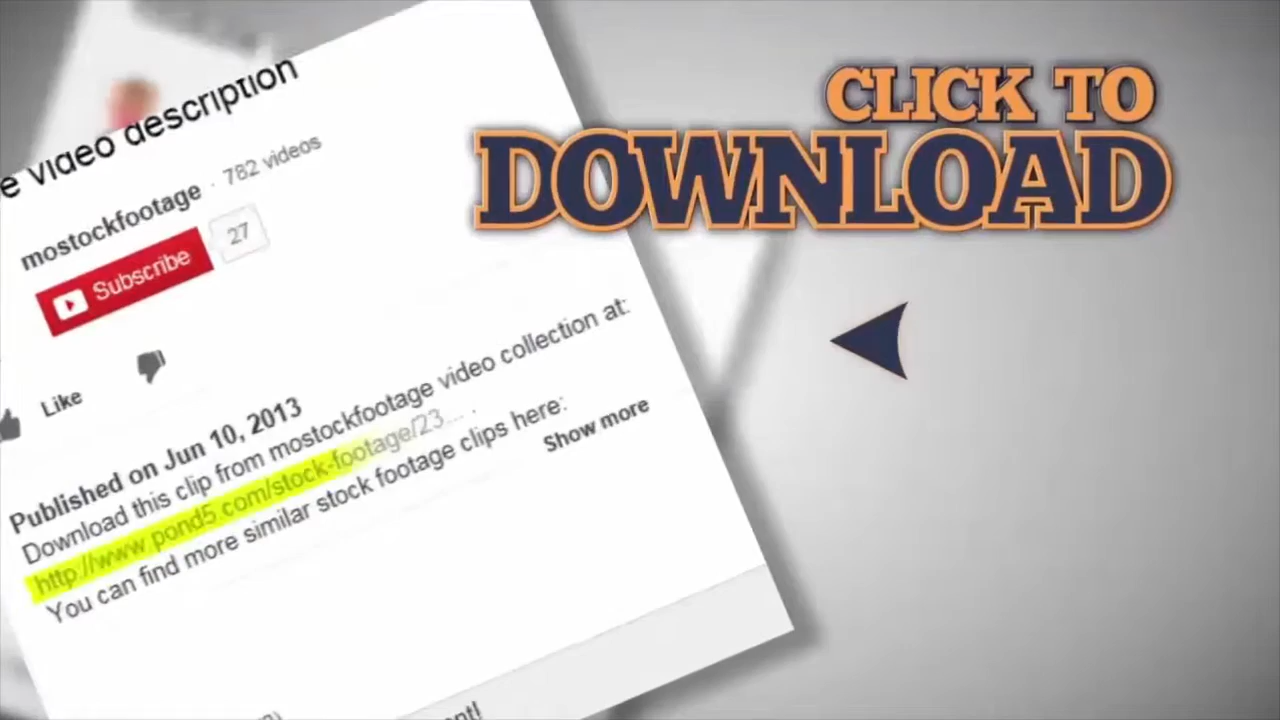 e video description
mostockfootage · 782 videos
Subscribe
27
Like
Published on Jun 10, 2013
Download this clip from mostockfootage video collection at:
http://www.pond5.com/stock-footage/23... .
You can find more similar stock footage clips here:
Show more
CLICK TO
DOWNLOAD